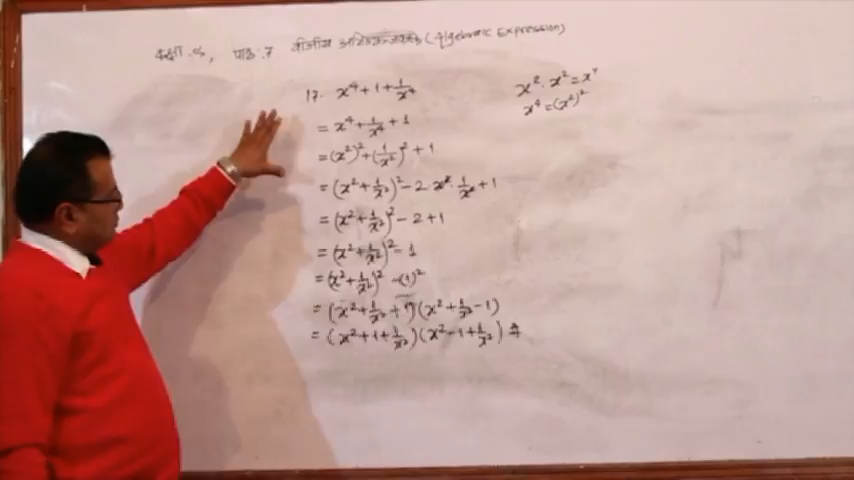 कक्षा :९, पाठ:7 बीजीय अभिव्यञ्जकहरू (Algebraic Expression)
17. x⁴ + 1 + 1/x⁴
= x⁴ + 1/x⁴ + 1
= (x²)² + (1/x²)² + 1
= (x² + 1/x²)² - 2·x²·1/x² + 1
= (x² + 1/x²)² - 2 + 1
= (x² + 1/x²)² - 1
= (x² + 1/x²)² - (1)²
= (x² + 1/x² + 1)(x² + 1/x² - 1)
= (x² + 1 + 1/x²)(x² - 1 + 1/x²)
x²·x² = x⁴
x⁴ = (x²)²